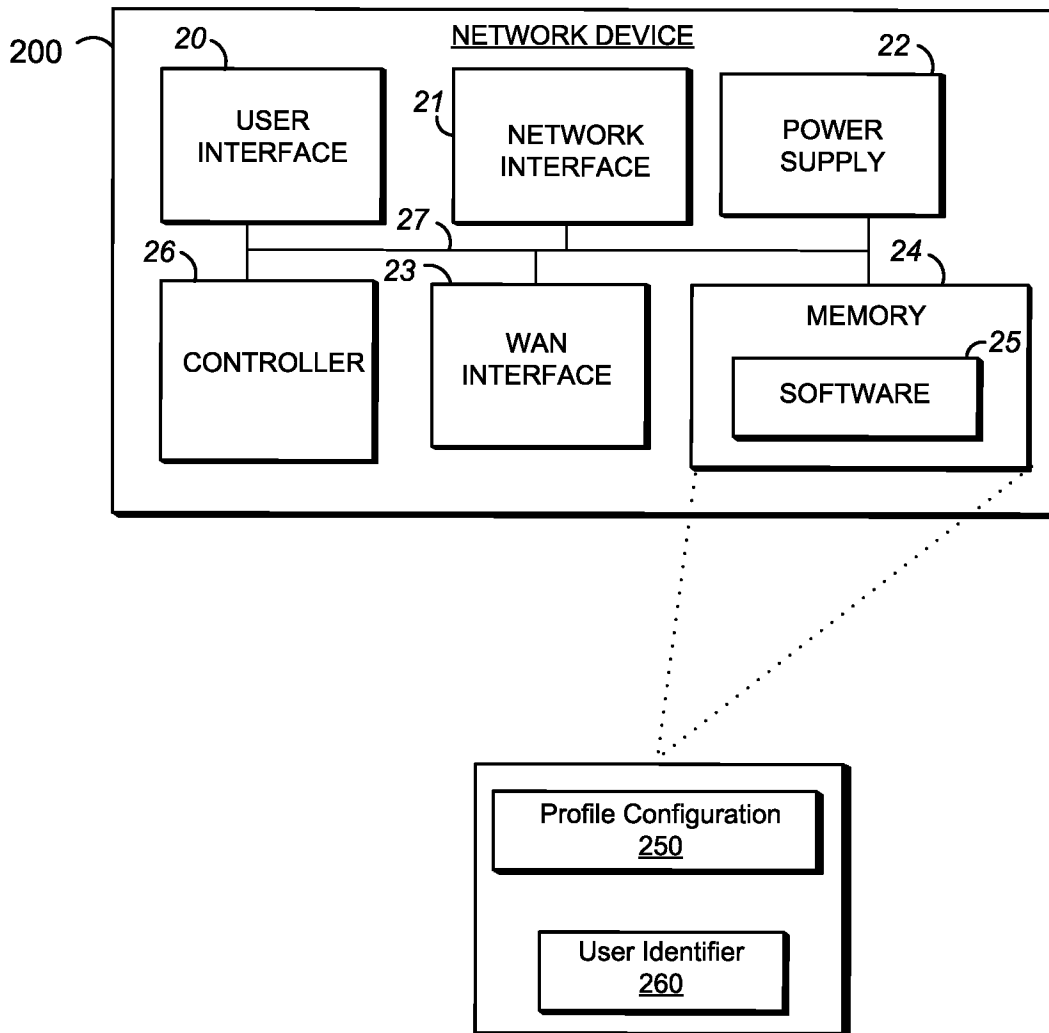 200
NETWORK DEVICE
20
21
22
USER
INTERFACE
NETWORK
INTERFACE
POWER
SUPPLY
27
26
23
24
CONTROLLER
WAN
INTERFACE
MEMORY
25
SOFTWARE
Profile Configuration
250
User Identifier
260